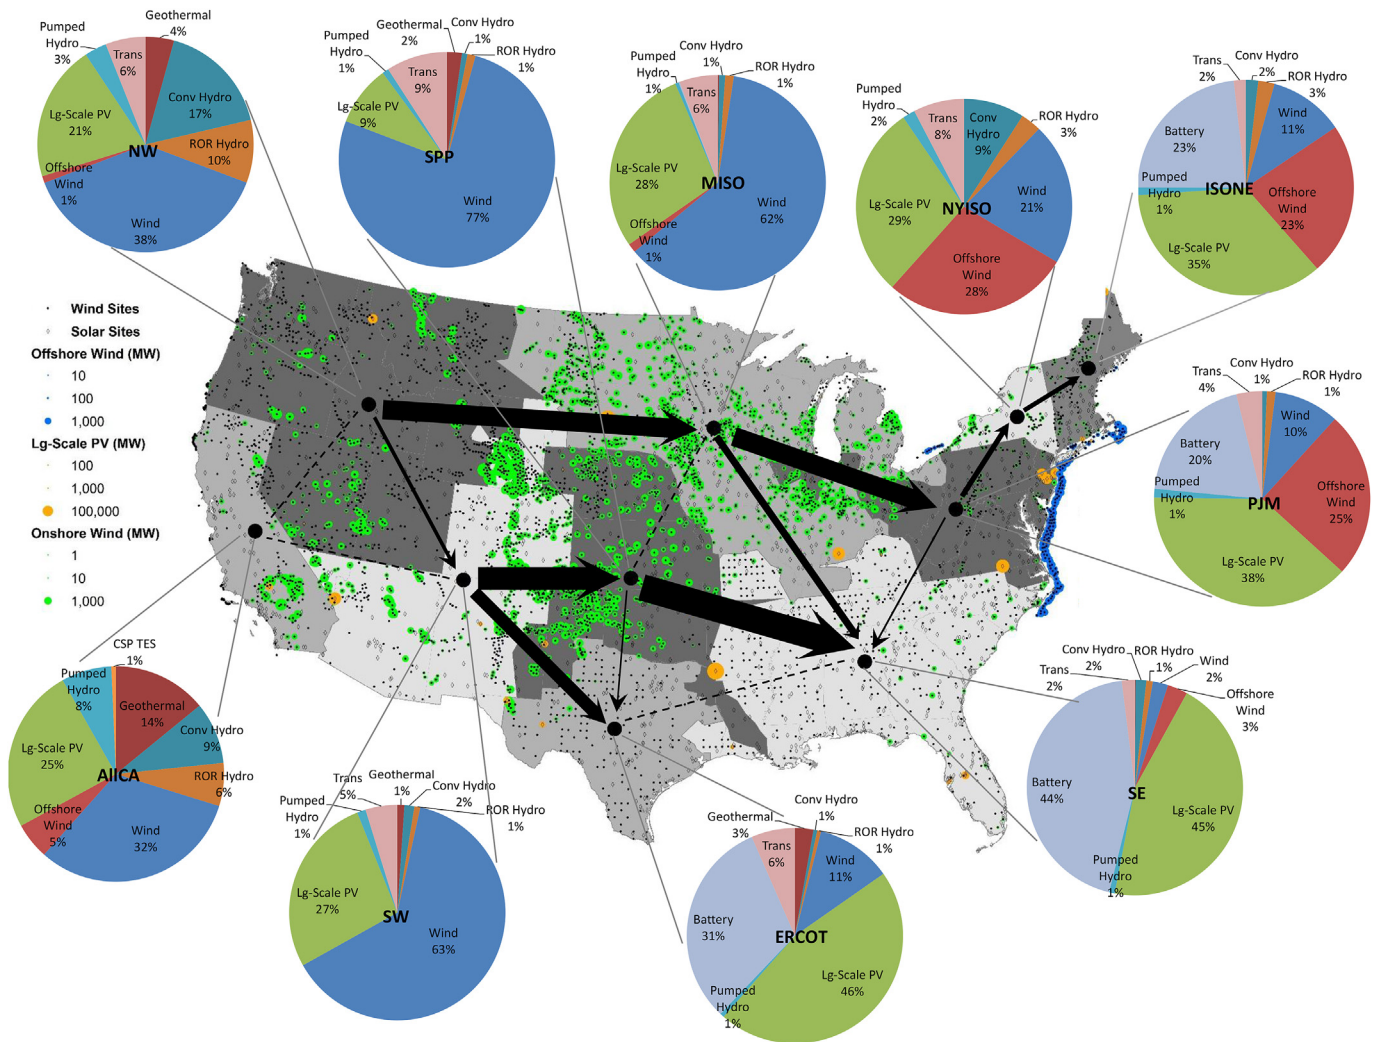 Geothermal
4%
Pumped
Hydro
3%
Trans
6%
Conv Hydro
17%
Lg-Scale PV
21%
ROR Hydro
10%
NW
Offshore
Wind
1%
Wind
38%
Geothermal
2%
Conv Hydro
1%
Pumped
Hydro
1%
ROR Hydro
1%
Trans
9%
Lg-Scale PV
9%
SPP
Wind
77%
Conv Hydro
1%
Pumped
Hydro
1%
ROR Hydro
1%
Trans
6%
Lg-Scale PV
28%
MISO
Wind
62%
Offshore
Wind
1%
Pumped
Hydro
2%
Trans
8%
Conv
Hydro
9%
ROR Hydro
3%
Lg-Scale PV
29%
NYISO
Wind
21%
Offshore
Wind
28%
Trans
2%
Conv Hydro
2%
ROR Hydro
3%
Wind
11%
Battery
23%
Pumped
Hydro
1%
ISONE
Offshore
Wind
23%
Lg-Scale PV
35%
Wind Sites
Solar Sites
Offshore Wind (MW)
10
100
1,000
Lg-Scale PV (MW)
100
1,000
100,000
Onshore Wind (MW)
1
10
1,000
Trans
4%
Conv Hydro
1%
ROR Hydro
1%
Wind
10%
Battery
20%
Pumped
Hydro
1%
PJM
Offshore
Wind
25%
Lg-Scale PV
38%
CSP TES
1%
Pumped
Hydro
8%
Geothermal
14%
Conv Hydro
9%
Lg-Scale PV
25%
AllCA
ROR Hydro
6%
Offshore
Wind
5%
Wind
32%
Trans
5%
Geothermal
1%
Conv Hydro
2%
Pumped
Hydro
1%
ROR Hydro
1%
Lg-Scale PV
27%
SW
Wind
63%
Geothermal
3%
Conv Hydro
1%
ROR Hydro
1%
Trans
6%
Wind
11%
Battery
31%
ERCOT
Lg-Scale PV
46%
Pumped
Hydro
1%
Conv Hydro
2%
Trans
2%
ROR Hydro
1%
Wind
2%
Offshore
Wind
3%
Battery
44%
SE
Lg-Scale PV
45%
Pumped
Hydro
1%